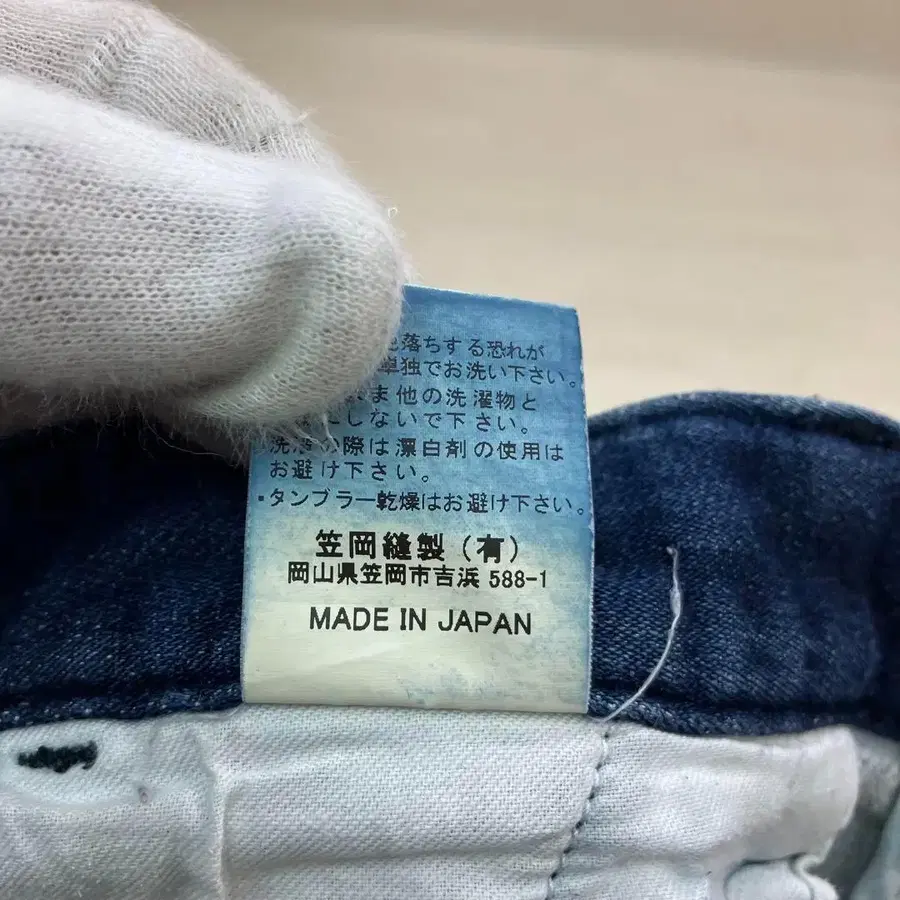 落ちする恐れが
単独でお洗い下さい。
ま他の洗濯物と
しないで下さい。
の際は漂白剤の使用は
お避け下さい。
・タンブラー乾燥はお避け下さい。
笠岡縫製（有）
岡山県笠岡市吉浜 588-1
MADE IN JAPAN